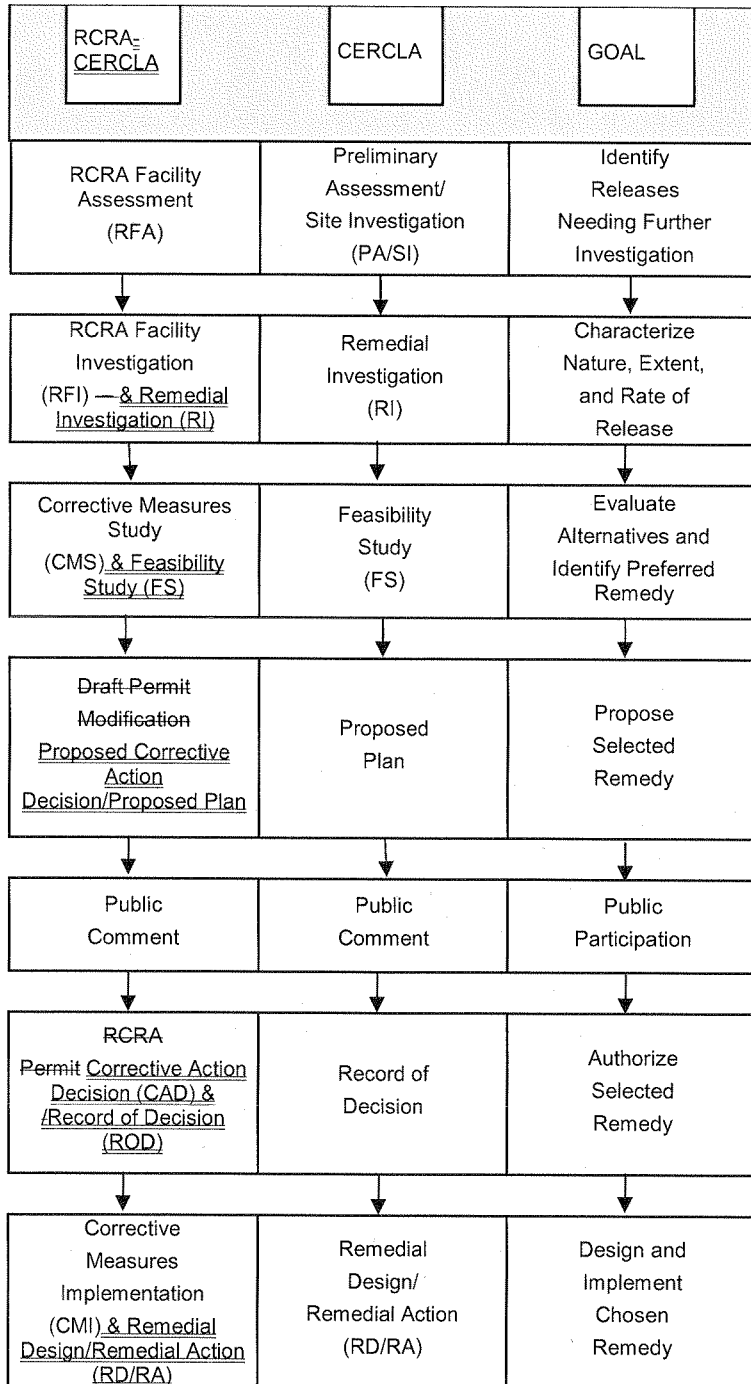 RCRA-
CERCLA
CERCLA
GOAL
RCRA Facility
Assessment
(RFA)
Preliminary
Assessment/
Site Investigation
(PA/SI)
Identify
Releases
Needing Further
Investigation
RCRA Facility
Investigation
(RFI) — & Remedial
Investigation (RI)
Remedial
Investigation
(RI)
Characterize
Nature, Extent,
and Rate of
Release
Corrective Measures
Study
(CMS) & Feasibility
Study (FS)
Feasibility
Study
(FS)
Evaluate
Alternatives and
Identify Preferred
Remedy
Draft Permit
Modification
Proposed Corrective
Action
Decision/Proposed Plan
Proposed
Plan
Propose
Selected
Remedy
Public
Comment
Public
Comment
Public
Participation
RCRA
Permit Corrective Action
Decision (CAD) &
/Record of Decision
(ROD)
Record of
Decision
Authorize
Selected
Remedy
Corrective
Measures
Implementation
(CMI) & Remedial
Design/Remedial Action
(RD/RA)
Remedial
Design/
Remedial Action
(RD/RA)
Design and
Implement
Chosen
Remedy